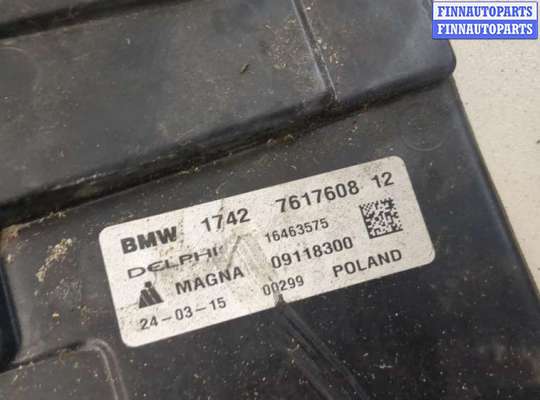 FINNAUTOPARTS
FINNAUTOPARTS
BMW 1742 7617608 12
DELPHI 16463575
MAGNA 09118300
24-03-15 00299 POLAND